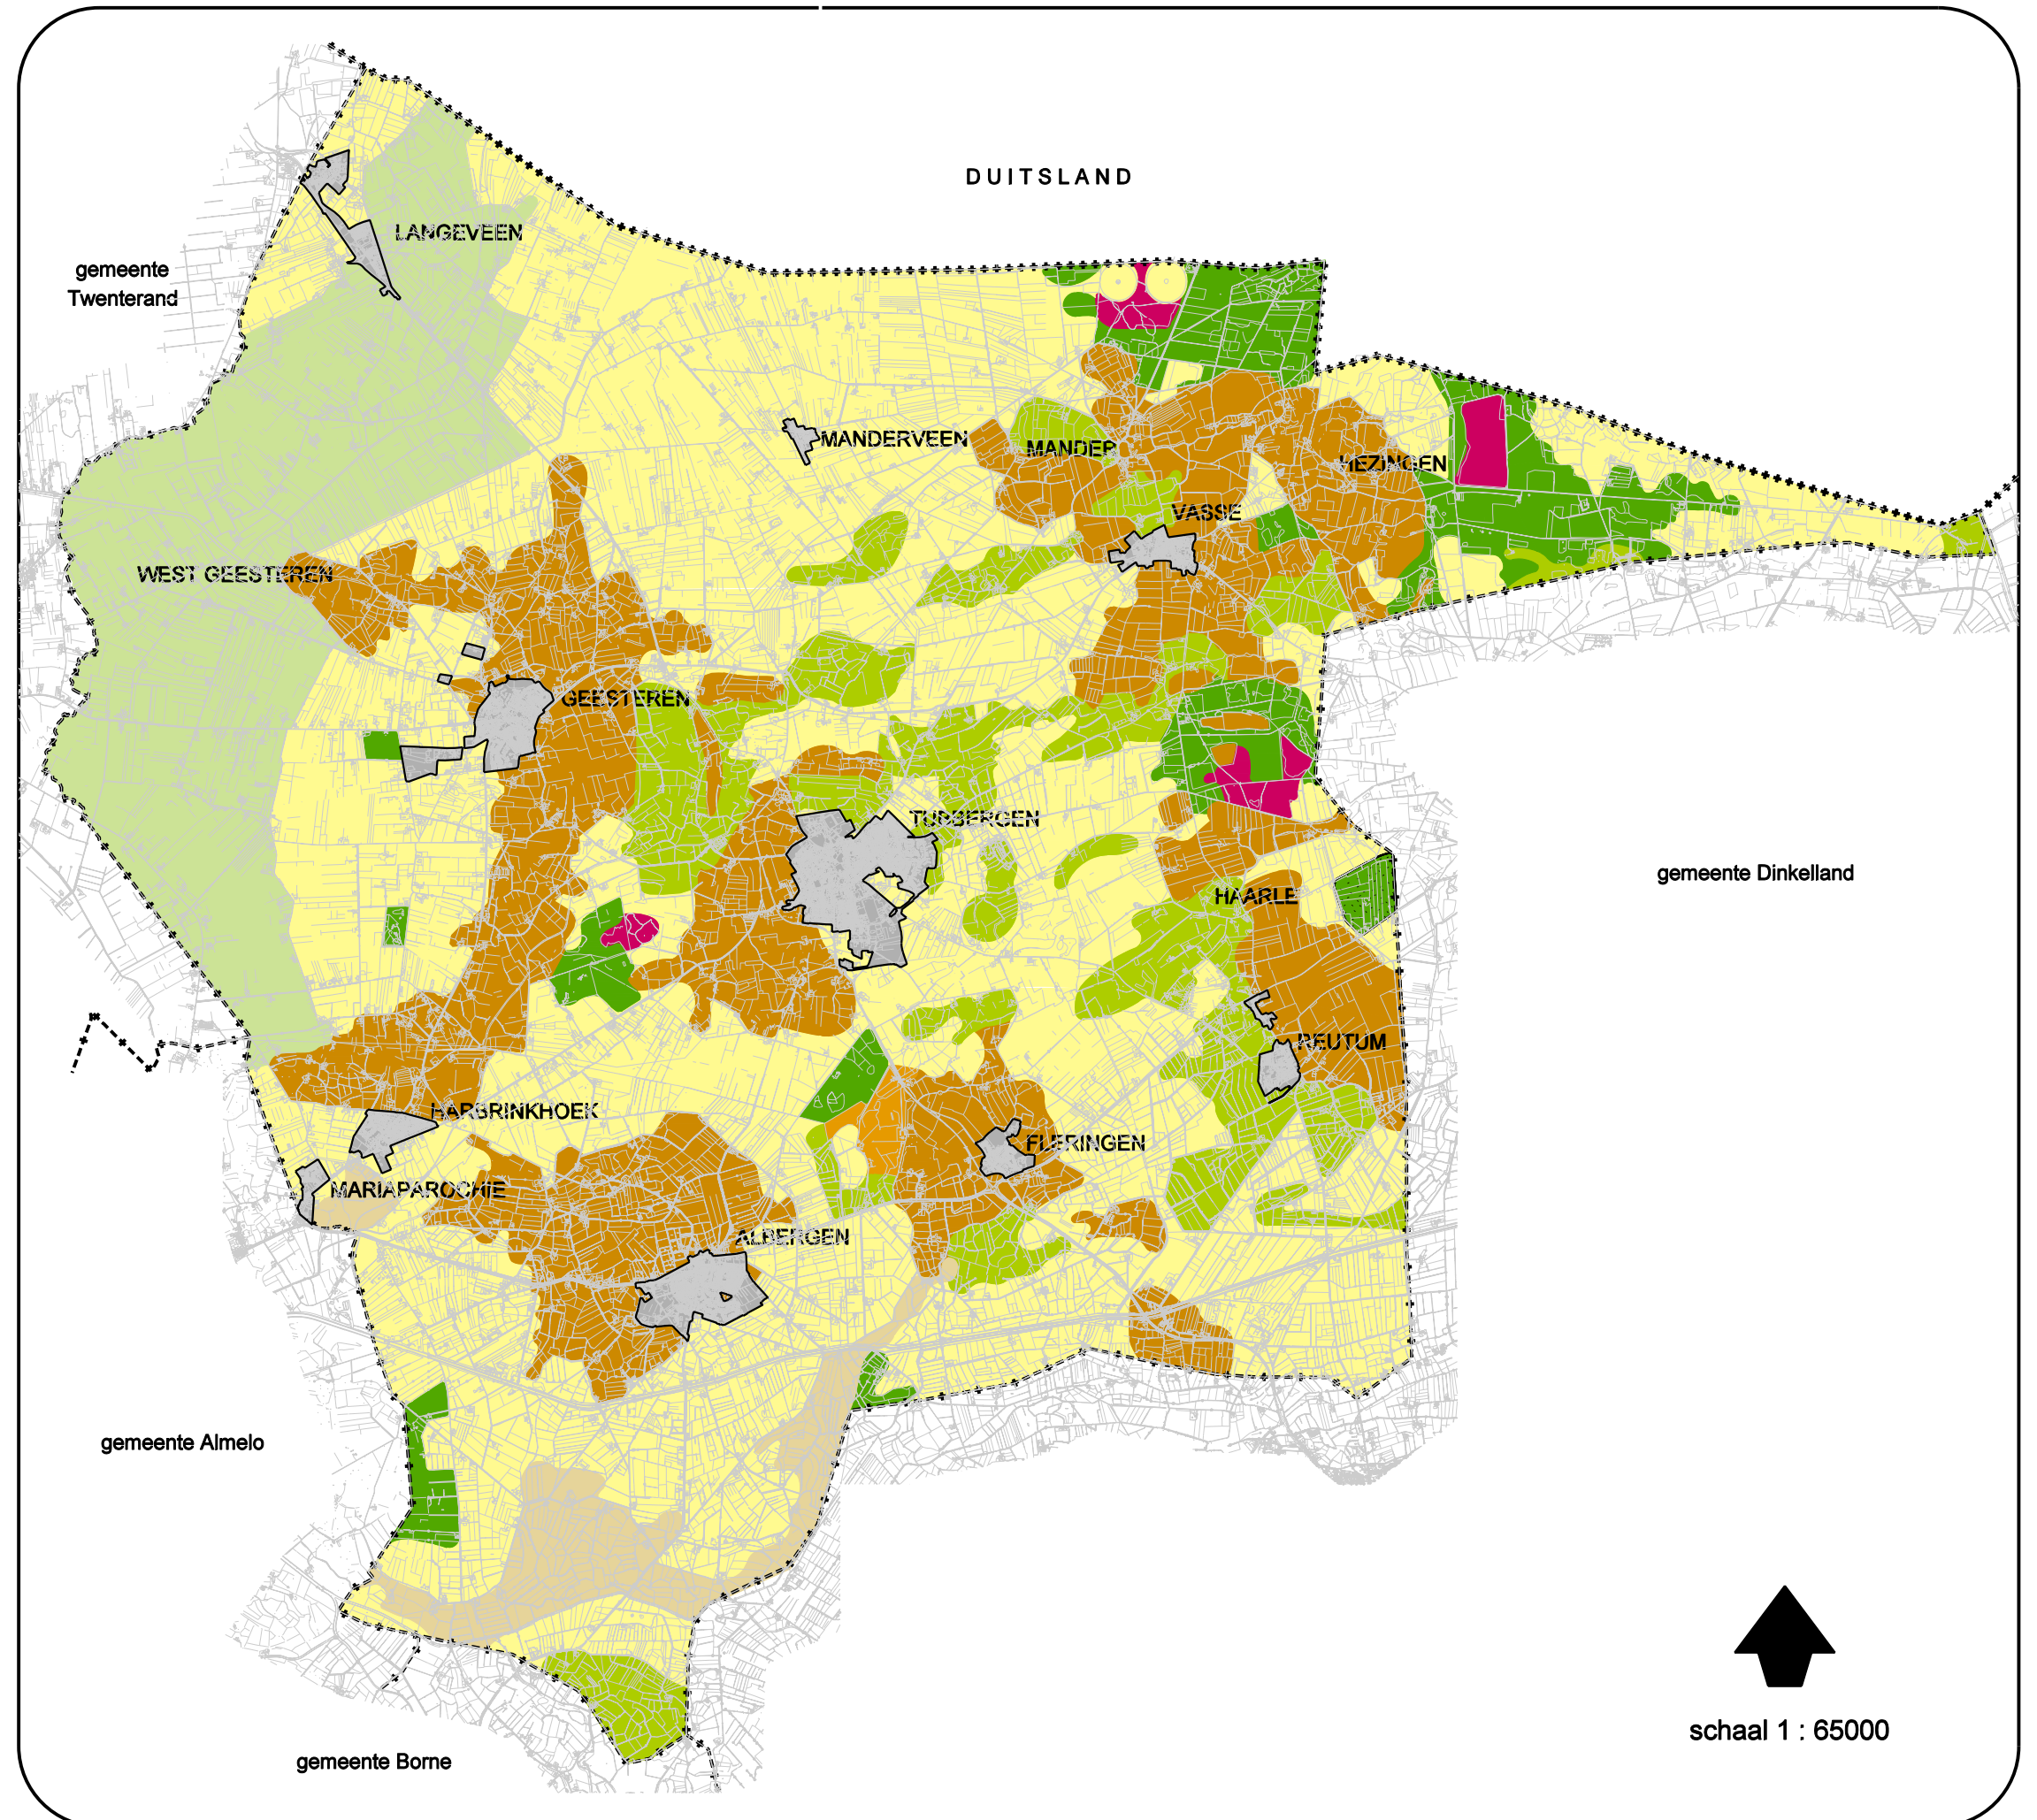 DUITSLAND
LANGEVEEN
gemeente
Twenterand
MANDERVEEN
MANDER
HEZINGEN
VASSE
WEST GEESTEREN
GEESTEREN
TUBBERGEN
gemeente Dinkelland
HAARLE
REUTUM
HARBRINKHOEK
FLERINGEN
MARIAPAROCHIE
ALBERGEN
gemeente Almelo
schaal 1 : 65000
gemeente Borne